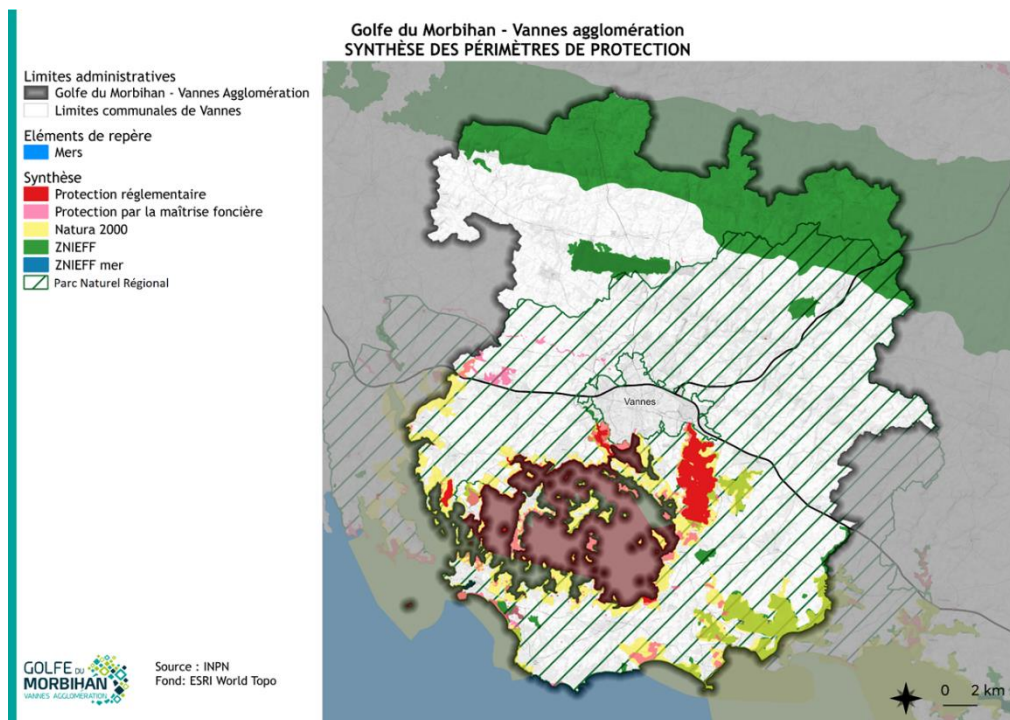 Golfe du Morbihan - Vannes agglomération
SYNTHÈSE DES PÉRIMÈTRES DE PROTECTION
Limites administratives
Golfe du Morbihan - Vannes Agglomération
Limites communales de Vannes
Eléments de repère
Mers
Synthèse
Protection réglementaire
Protection par la maîtrise foncière
Natura 2000
ZNIEFF
ZNIEFF mer
Parc Naturel Régional
Vannes
GOLFE DU
MORBIHAN
VANNES AGGLOMÉRATION
Source : INPN
Fond: ESRI World Topo
0 2 km